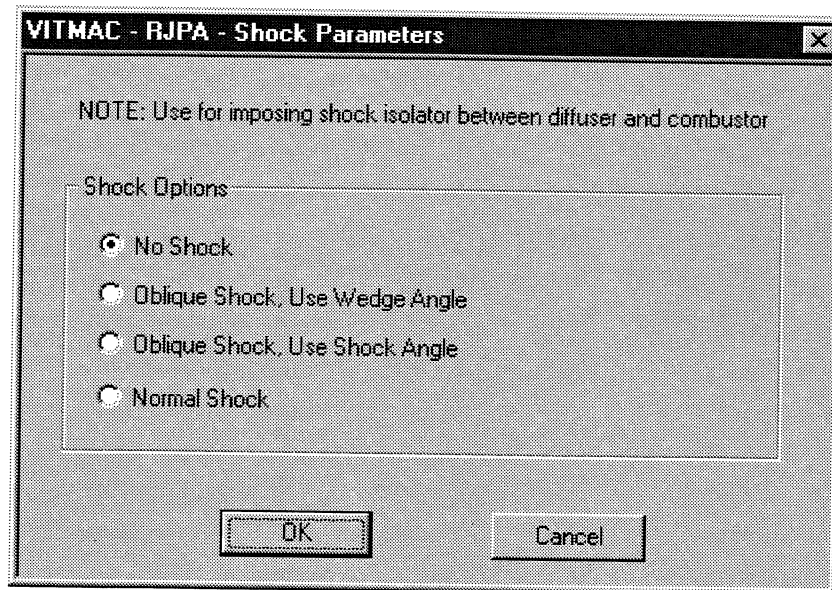 VITMAC - RJPA - Shock Parameters
NOTE: Use for imposing shock isolator between diffuser and combustor
Shock Options
No Shock
Oblique Shock, Use Wedge Angle
Oblique Shock, Use Shock Angle
Normal Shock
OK
Cancel